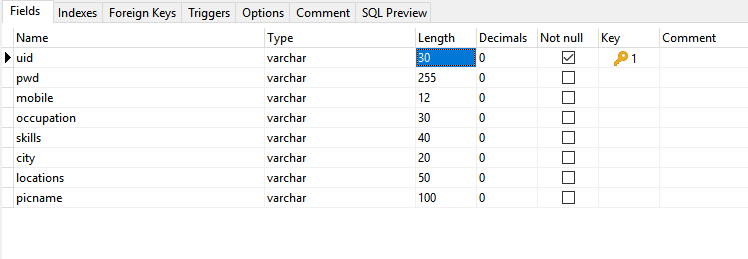 Fields Indexes Foreign Keys Triggers Options Comment SQL Preview
Name Type Length Decimals Not null Key Comment
uid varchar 30 0 1
pwd varchar 255 0
mobile varchar 12 0
occupation varchar 30 0
skills varchar 40 0
city varchar 20 0
locations varchar 50 0
picname varchar 100 0